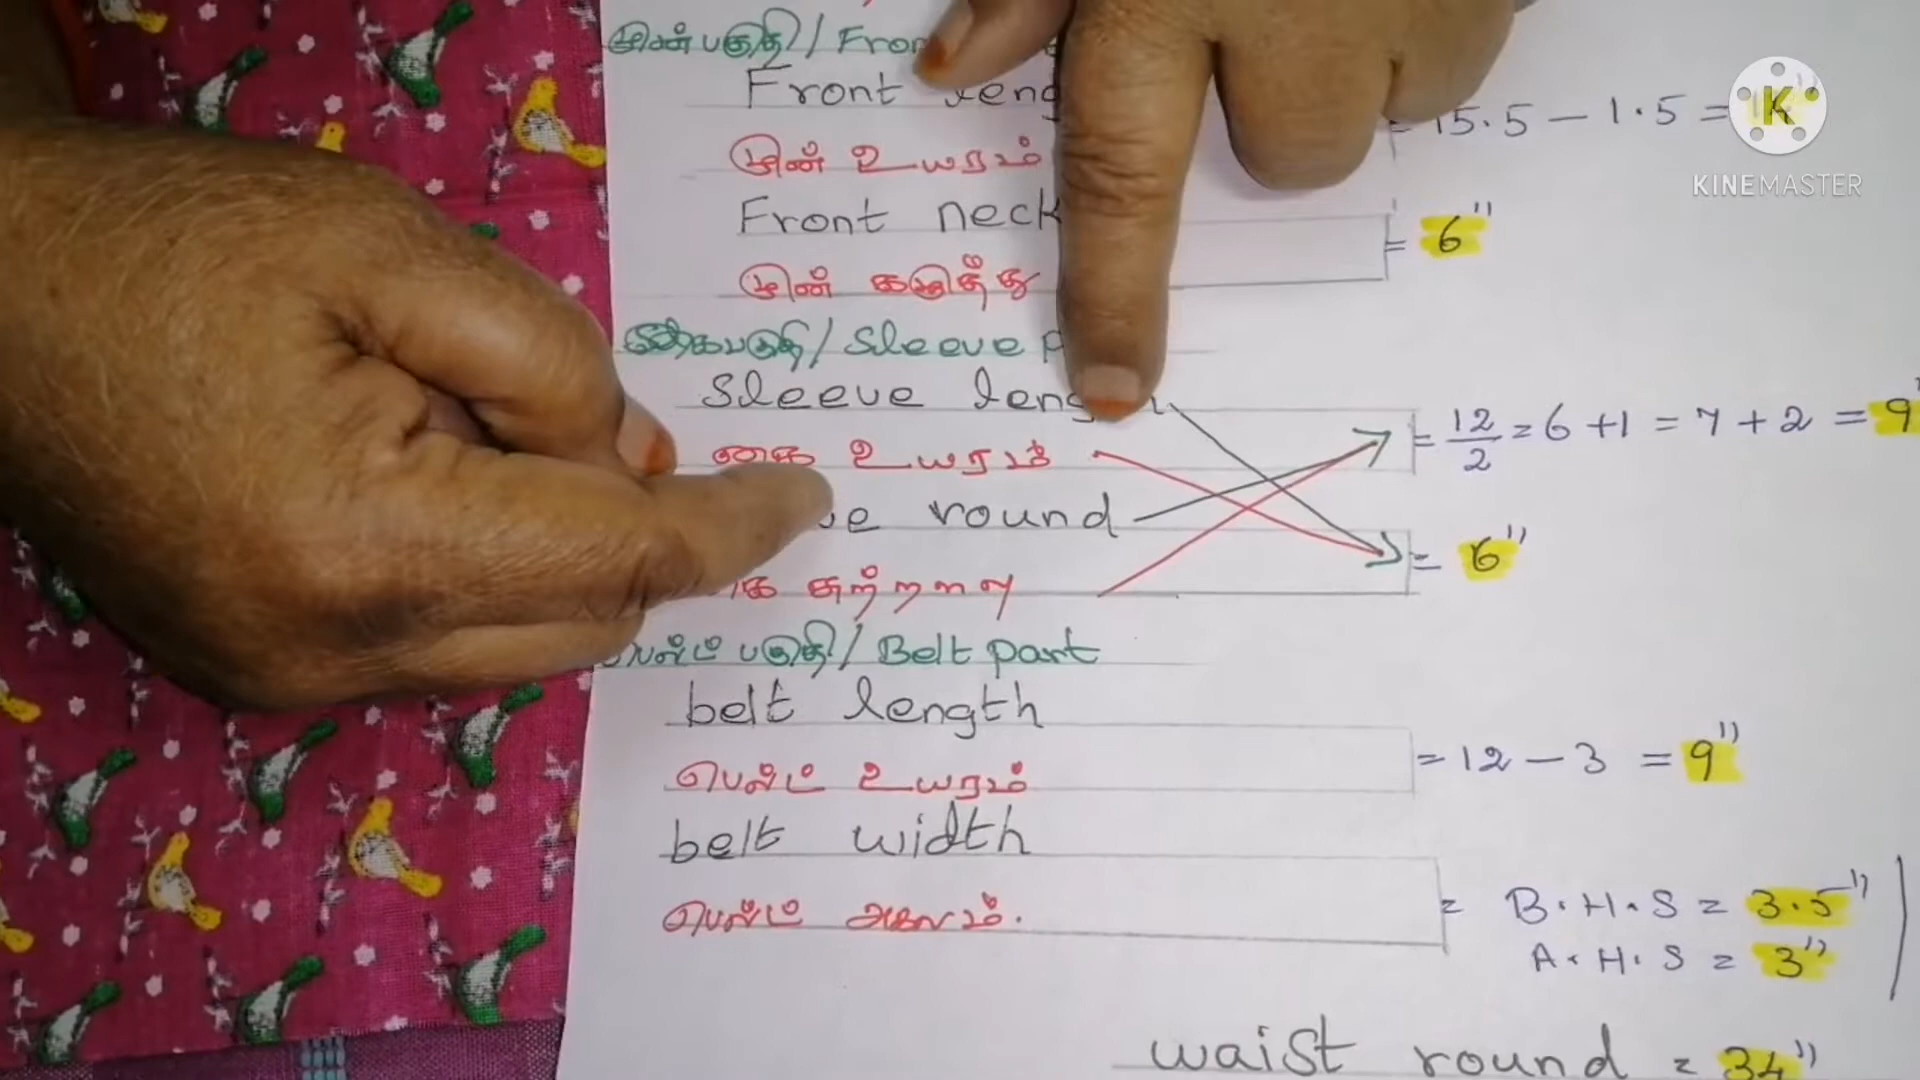 முன் பகுதி /
Front
முன் உயரம்
15.5 - 1.5 =
Front neck
முன் கழுத்து
= 6"
கைபகுதி / Sleeve
Sleeve length
கை உயரம்
= 12/2 = 6 + 1 = 7 + 2 = 9"
round
சுற்றளவு
= 6"
பெல்ட் பகுதி / Belt part
belt length
பெல்ட் உயரம்
= 12 - 3 = 9"
belt width
பெல்ட் அகலம்.
= B.H.S = 3.5"
A.H.S = 3"
waist round = 34"
K
KINEMASTER